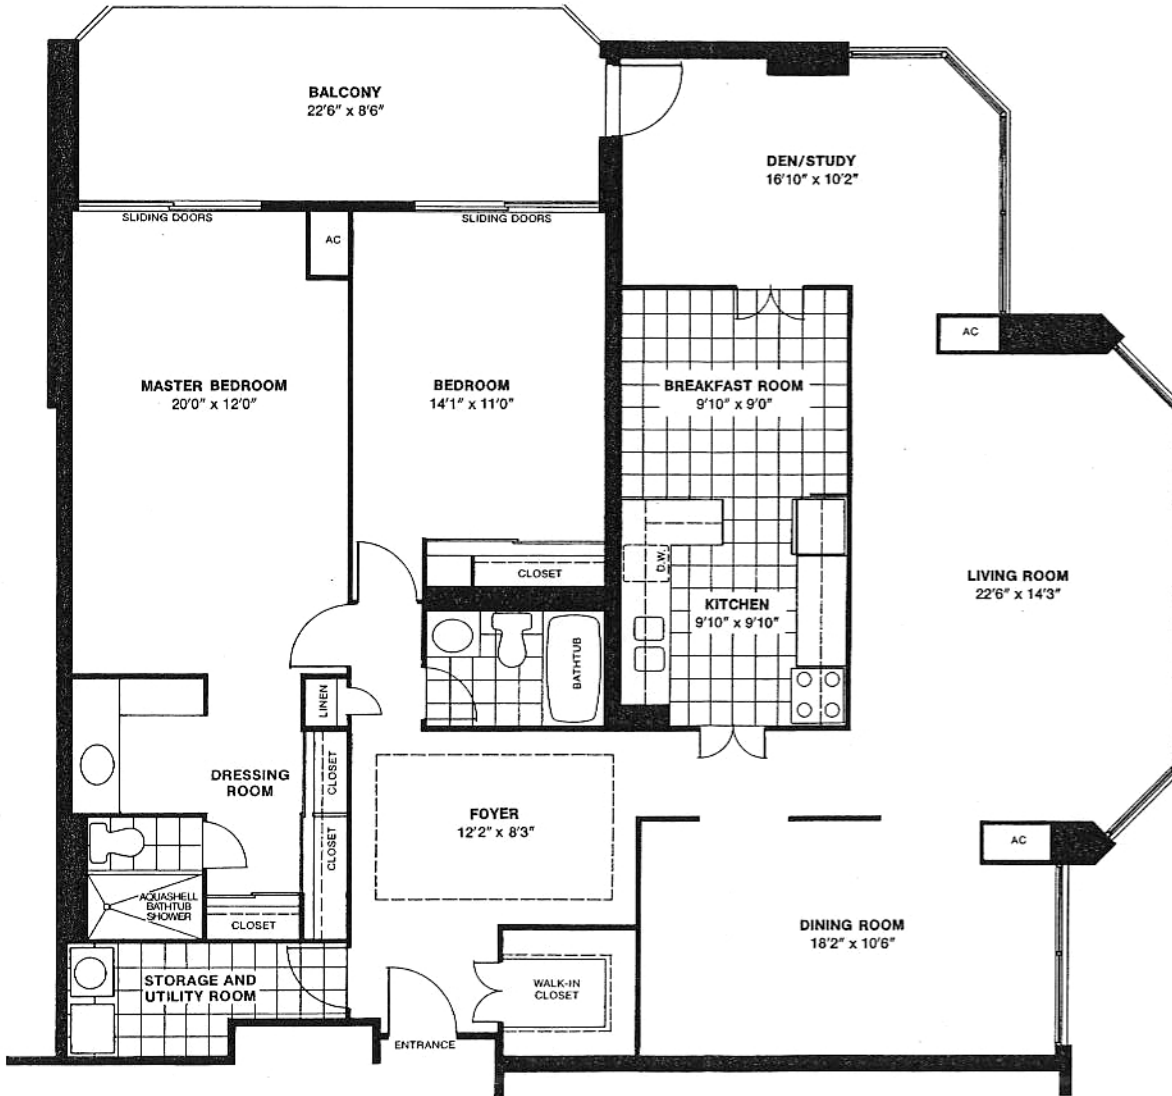 BALCONY
22'6" x 8'6"
DEN/STUDY
16'10" x 10'2"
SLIDING DOORS
SLIDING DOORS
AC
AC
MASTER BEDROOM
20'0" x 12'0"
BEDROOM
14'1" x 11'0"
BREAKFAST ROOM
9'10" x 9'0"
D.W.
CLOSET
LIVING ROOM
22'6" x 14'3"
KITCHEN
9'10" x 9'10"
BATHTUB
LINEN
DRESSING
ROOM
CLOSET
CLOSET
FOYER
12'2" x 8'3"
AC
AQUASHELL
BATHTUB
SHOWER
CLOSET
DINING ROOM
18'2" x 10'6"
STORAGE AND
UTILITY ROOM
WALK-IN
CLOSET
ENTRANCE